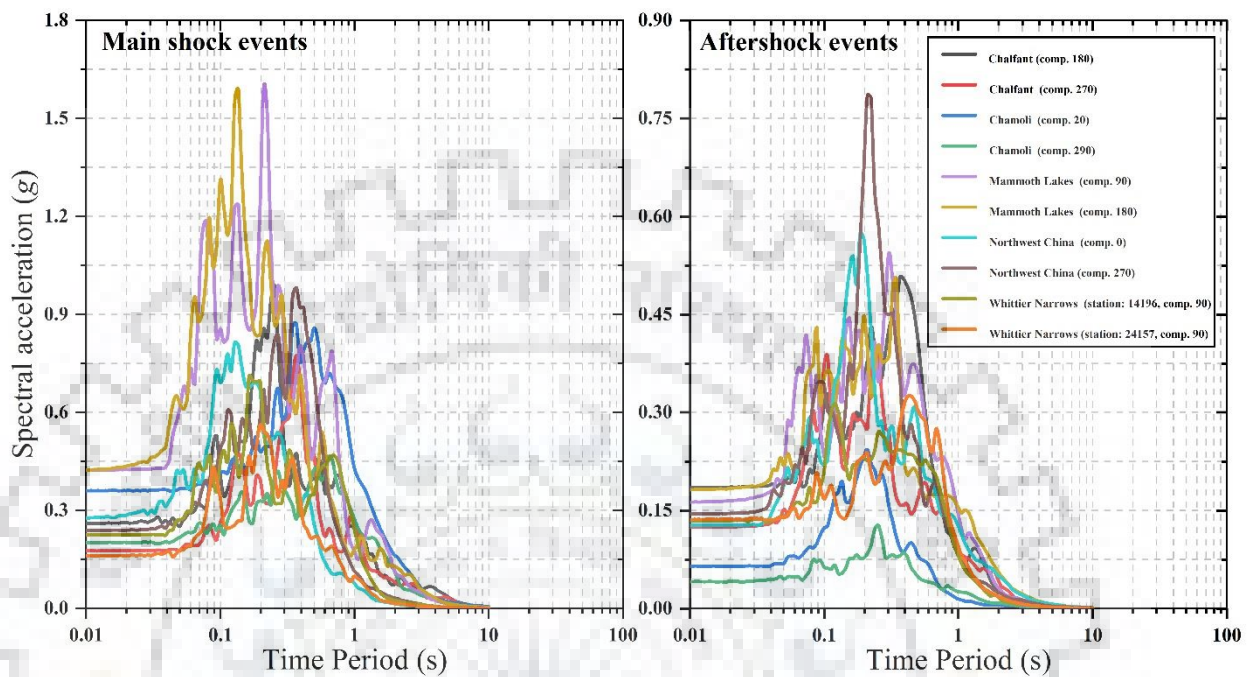 Main shock events
Spectral acceleration (g)
1.8
1.5
1.2
0.9
0.6
0.3
0.0
0.01 0.1 1 10 100
Time Period (s)
Aftershock events
0.90
0.75
0.60
0.45
0.30
0.15
0.00
0.01 0.1 1 10 100
Time Period (s)
Chalfant (comp. 180)
Chalfant (comp. 270)
Chamoli (comp. 20)
Chamoli (comp. 290)
Mammoth Lakes (comp. 90)
Mammoth Lakes (comp. 180)
Northwest China (comp. 0)
Northwest China (comp. 270)
Whittier Narrows (station: 14196, comp. 90)
Whittier Narrows (station: 24157, comp. 90)